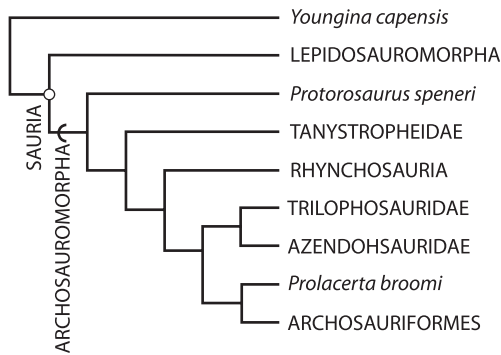 Youngina capensis
LEPIDOSAUROMORPHA
Protorosaurus speneri
TANYSTROPHEIDAE
RHYNCHOSAURIA
TRILOPHOSAURIDAE
AZENDOHSAURIDAE
Prolacerta broomi
ARCHOSAURIFORMES
SAURIA
ARCHOSAUROMORPHA